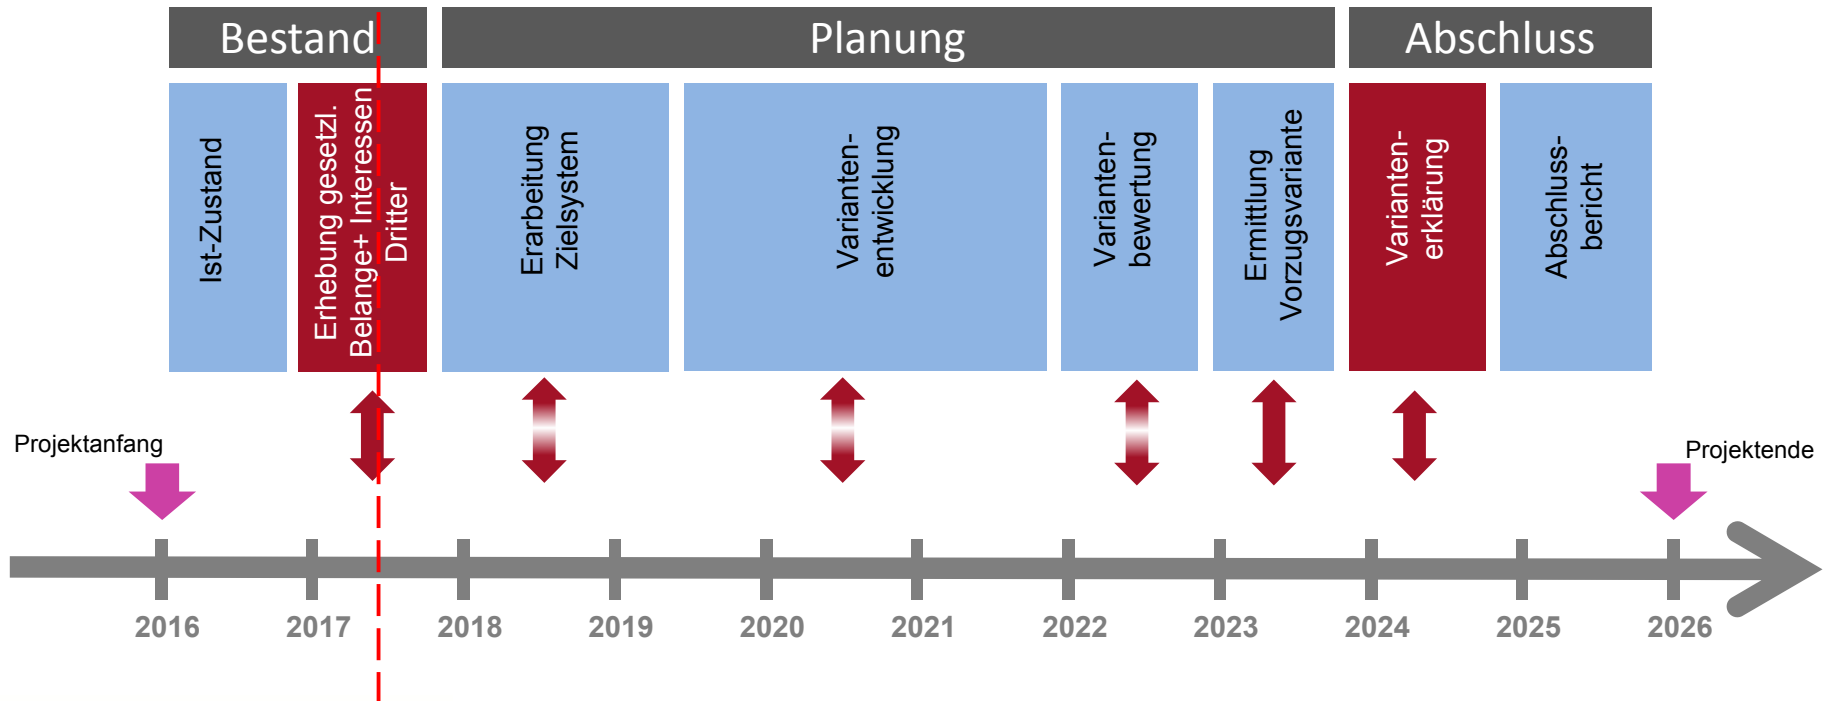 Bestand
Planung
Abschluss
Ist-Zustand
Erhebung gesetzl.
Belange+ Interessen
Dritter
Erarbeitung
Zielsystem
Varianten-
entwicklung
Varianten-
bewertung
Ermittlung
Vorzugsvariante
Varianten-
erklärung
Abschluss-
bericht
Projektanfang
Projektende
2016
2017
2018
2019
2020
2021
2022
2023
2024
2025
2026